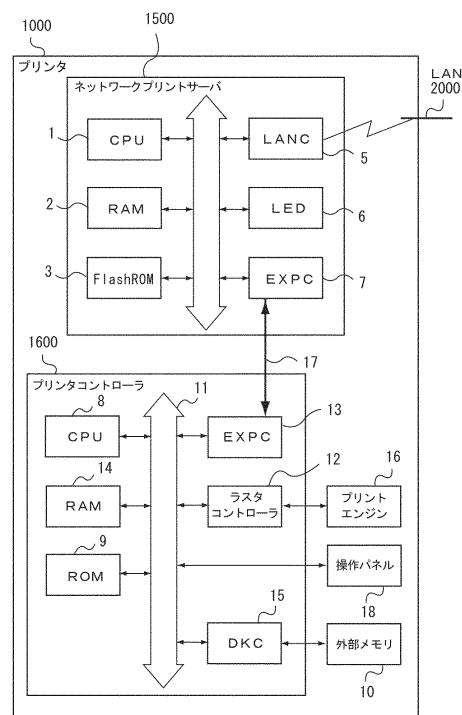 1000
1500
プリンタ
ネットワークプリントサーバ
LAN
2000
1
CPU
LANC
5
2
RAM
LED
6
3
FlashROM
EXPC
7
1600
17
プリンタコントローラ
11
8
CPU
EXPC
13
14
RAM
12
ラスタ
コントローラ
16
プリント
エンジン
9
ROM
操作パネル
18
15
DKC
外部メモリ
10